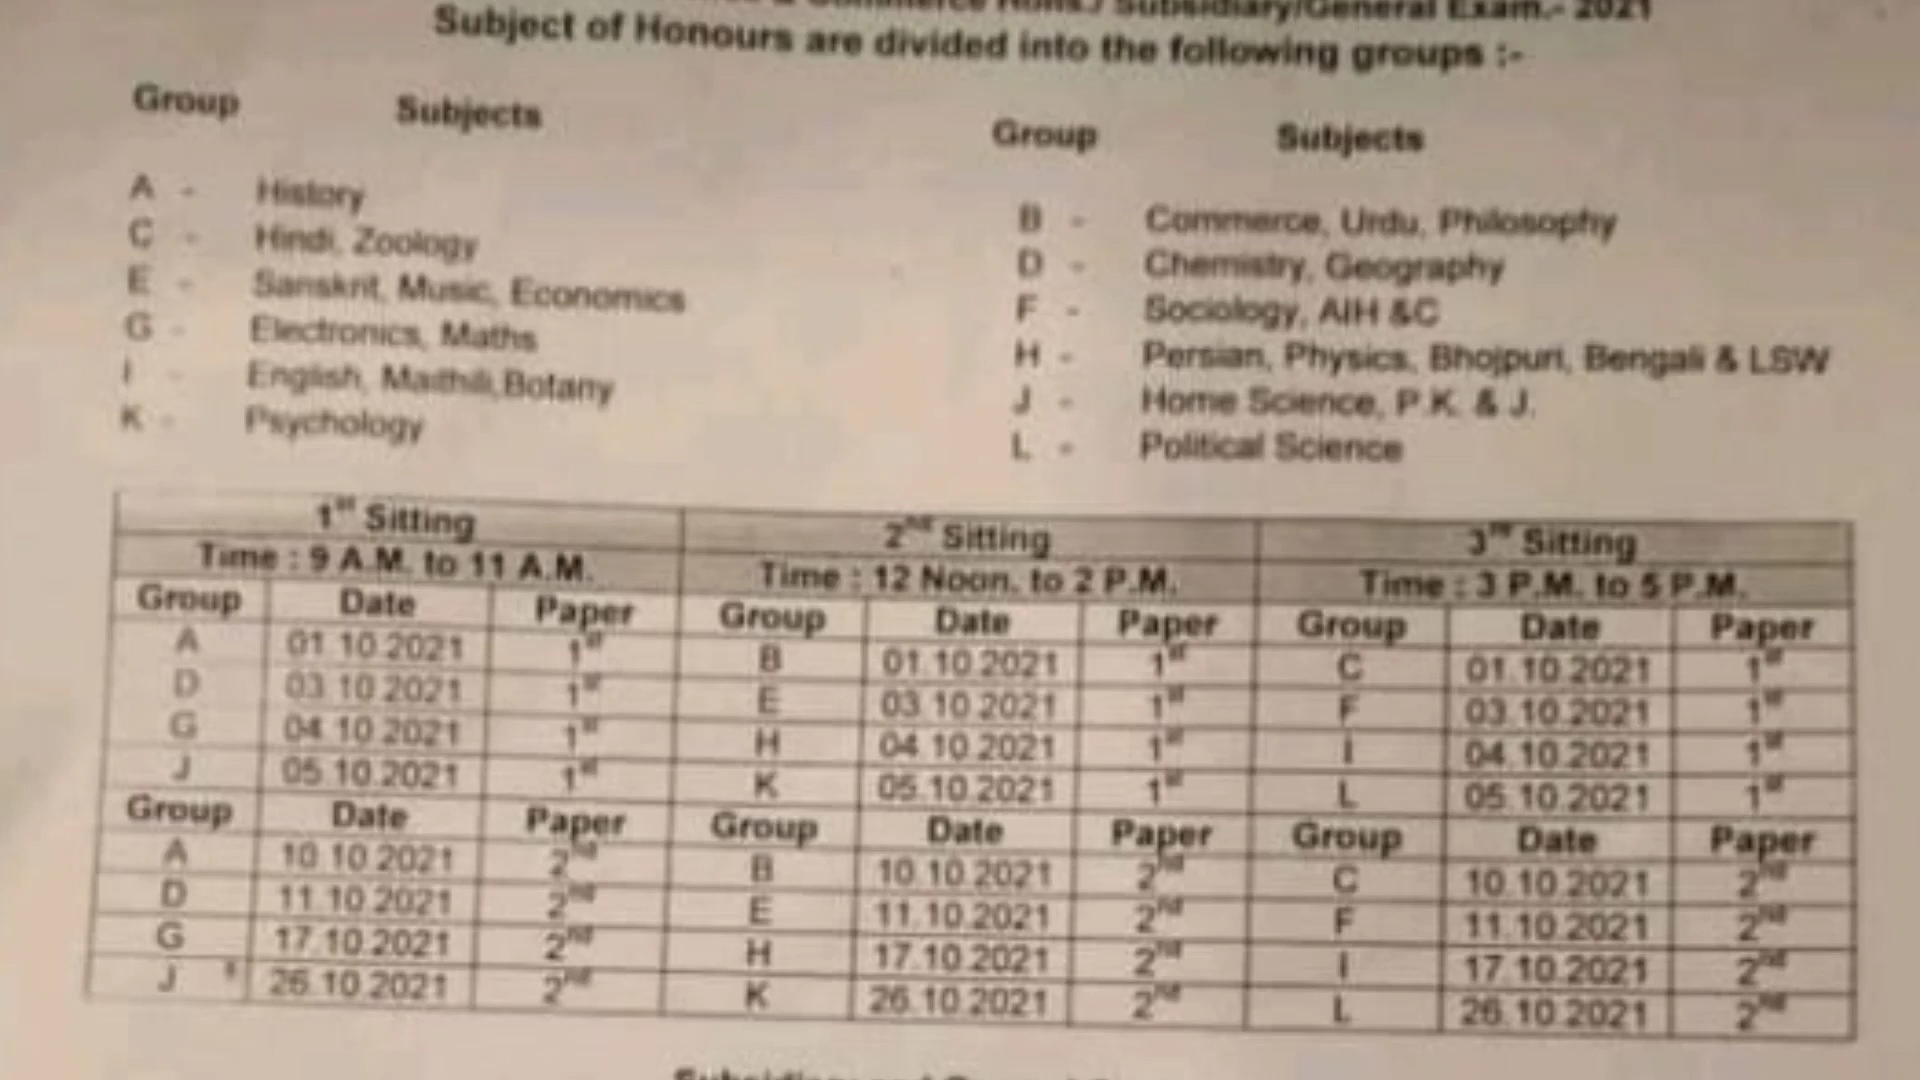 Commerce Hons./ Subsidiary/General Exam.- 2021
Subject of Honours are divided into the following groups :-
Group Subjects
Group Subjects
A - History
C - Hindi, Zoology
E - Sanskrit, Music, Economics
G - Electronics, Maths
I - English, Maithili,Botany
K - Psychology
B - Commerce, Urdu, Philosophy
D - Chemistry, Geography
F - Sociology, AIH &C
H - Persian, Physics, Bhojpuri, Bengali & LSW
J - Home Science, P.K. & J.
L - Political Science
1st Sitting 2nd Sitting 3rd Sitting
Time : 9 A.M. to 11 A.M. Time : 12 Noon. to 2 P.M. Time : 3 P.M. to 5 P.M.
Group Date Paper Group Date Paper Group Date Paper
A 01.10.2021 1st B 01.10.2021 1st C 01.10.2021 1st
D 03.10.2021 1st E 03.10.2021 1st F 03.10.2021 1st
G 04.10.2021 1st H 04.10.2021 1st I 04.10.2021 1st
J 05.10.2021 1st K 05.10.2021 1st L 05.10.2021 1st
Group Date Paper Group Date Paper Group Date Paper
A 10.10.2021 2nd B 10.10.2021 2nd C 10.10.2021 2nd
D 11.10.2021 2nd E 11.10.2021 2nd F 11.10.2021 2nd
G 17.10.2021 2nd H 17.10.2021 2nd I 17.10.2021 2nd
J 26.10.2021 2nd K 26.10.2021 2nd L 26.10.2021 2nd